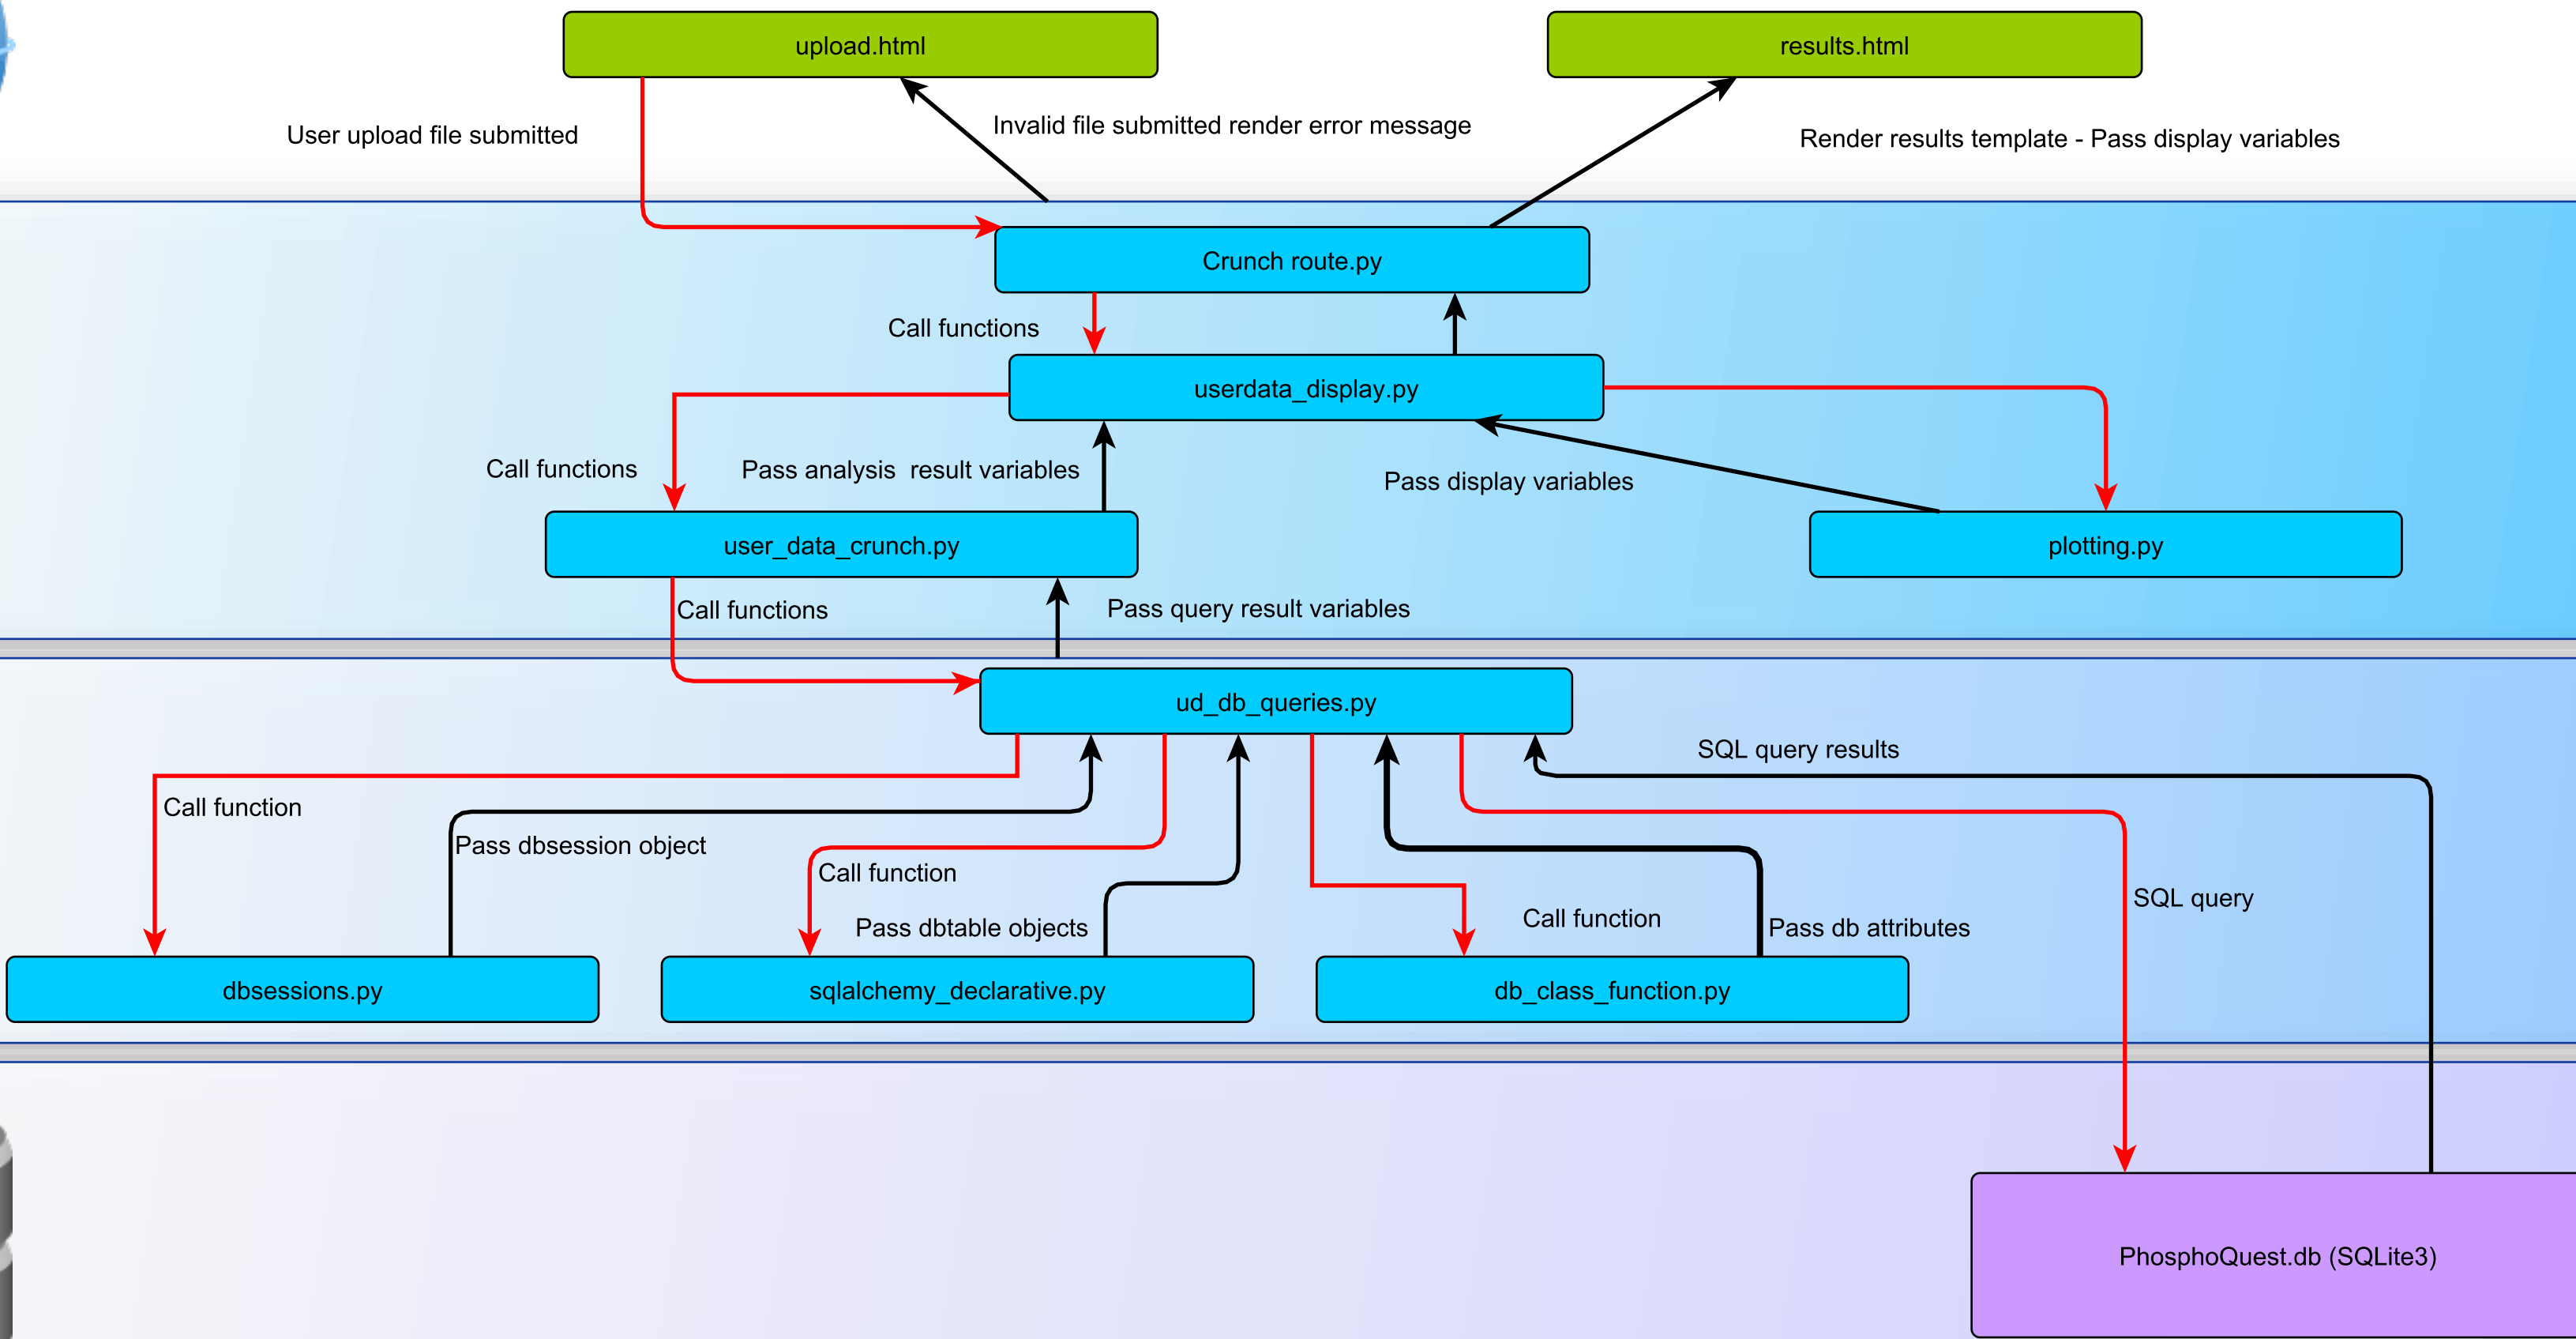 upload.html
results.html
User upload file submitted
Invalid file submitted render error message
Render results template - Pass display variables
Crunch route.py
Call functions
userdata_display.py
Call functions
Pass analysis  result variables
Pass display variables
user_data_crunch.py
plotting.py
Call functions
Pass query result variables
ud_db_queries.py
SQL query results
Call function
Pass dbsession object
Call function
SQL query
Call function
Pass dbtable objects
Pass db attributes
dbsessions.py
sqlalchemy_declarative.py
db_class_function.py
PhosphoQuest.db (SQLite3)